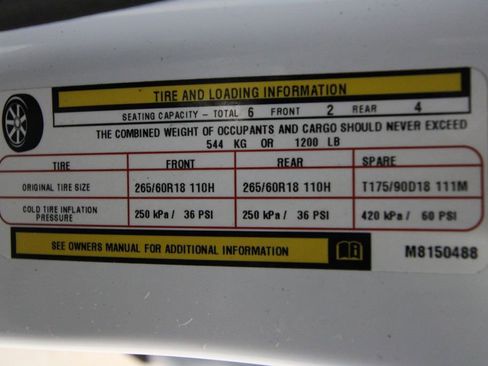 TIRE AND LOADING INFORMATION
SEATING CAPACITY - TOTAL 6 FRONT 2 REAR 4
THE COMBINED WEIGHT OF OCCUPANTS AND CARGO SHOULD NEVER EXCEED
544 KG OR 1200 LB
TIRE FRONT REAR SPARE
ORIGINAL TIRE SIZE 265/60R18 110H 265/60R18 110H T175/90D18 111M
COLD TIRE INFLATION PRESSURE 250 kPa / 36 PSI 250 kPa / 36 PSI 420 kPa / 60 PSI
SEE OWNERS MANUAL FOR ADDITIONAL INFORMATION M8150488